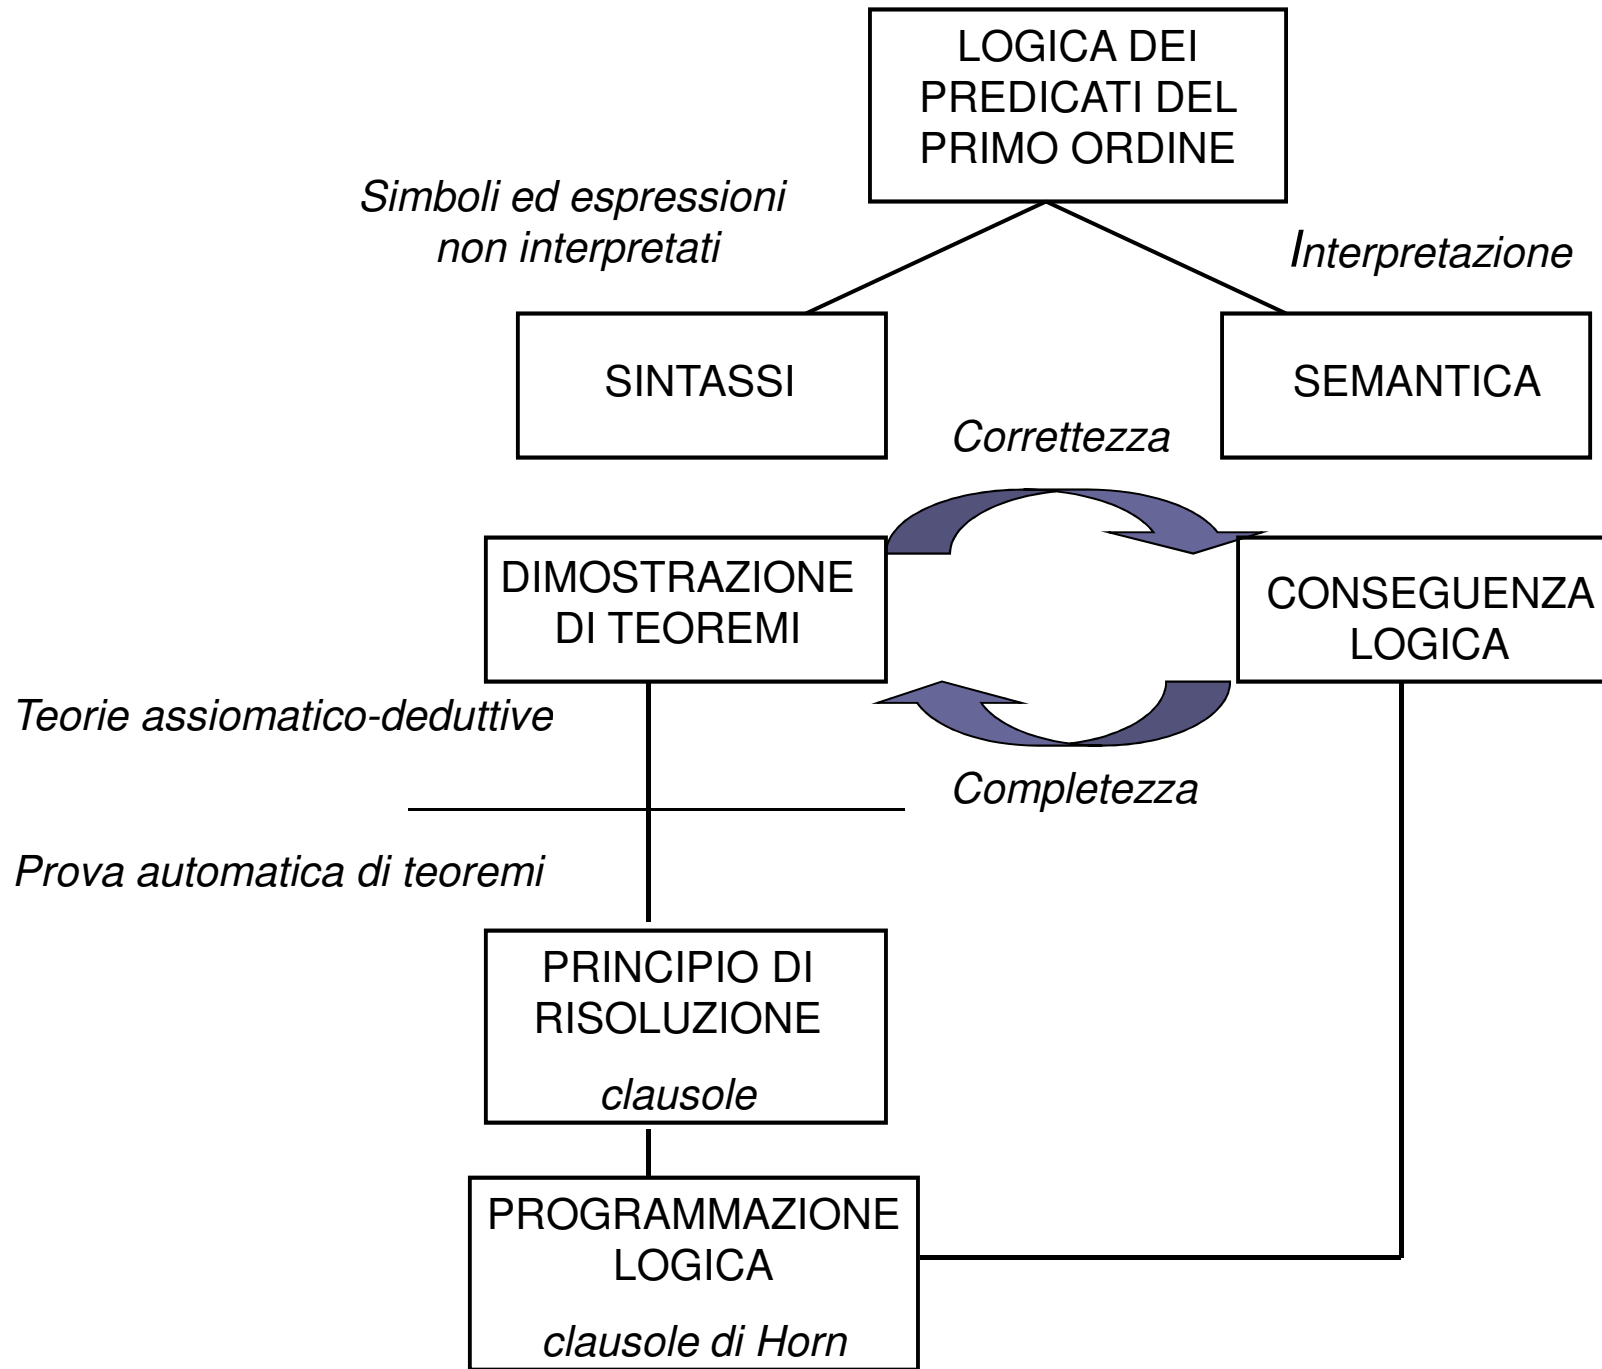 LOGICA DEI
PREDICATI DEL
PRIMO ORDINE
Simboli ed espressioni
non interpretati
Interpretazione
SINTASSI
SEMANTICA
Correttezza
DIMOSTRAZIONE
DI TEOREMI
CONSEGUENZA
LOGICA
Teorie assiomatico-deduttive
Completezza
Prova automatica di teoremi
PRINCIPIO DI
RISOLUZIONE
clausole
PROGRAMMAZIONE
LOGICA
clausole di Horn